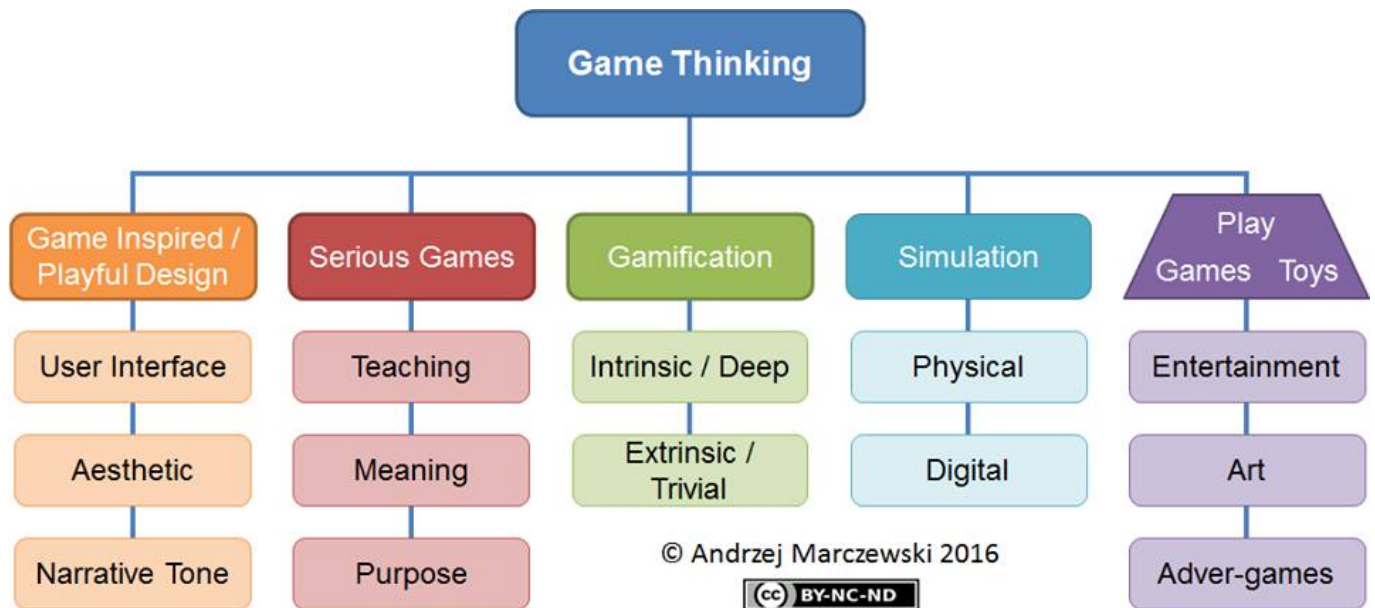 Game Thinking
Game Inspired /
Playful Design
Serious Games
Gamification
Simulation
Play
Games Toys
User Interface
Teaching
Intrinsic / Deep
Physical
Entertainment
Aesthetic
Meaning
Extrinsic /
Trivial
Digital
Art
Narrative Tone
Purpose
Adver-games
© Andrzej Marczewski 2016
cc BY-NC-ND